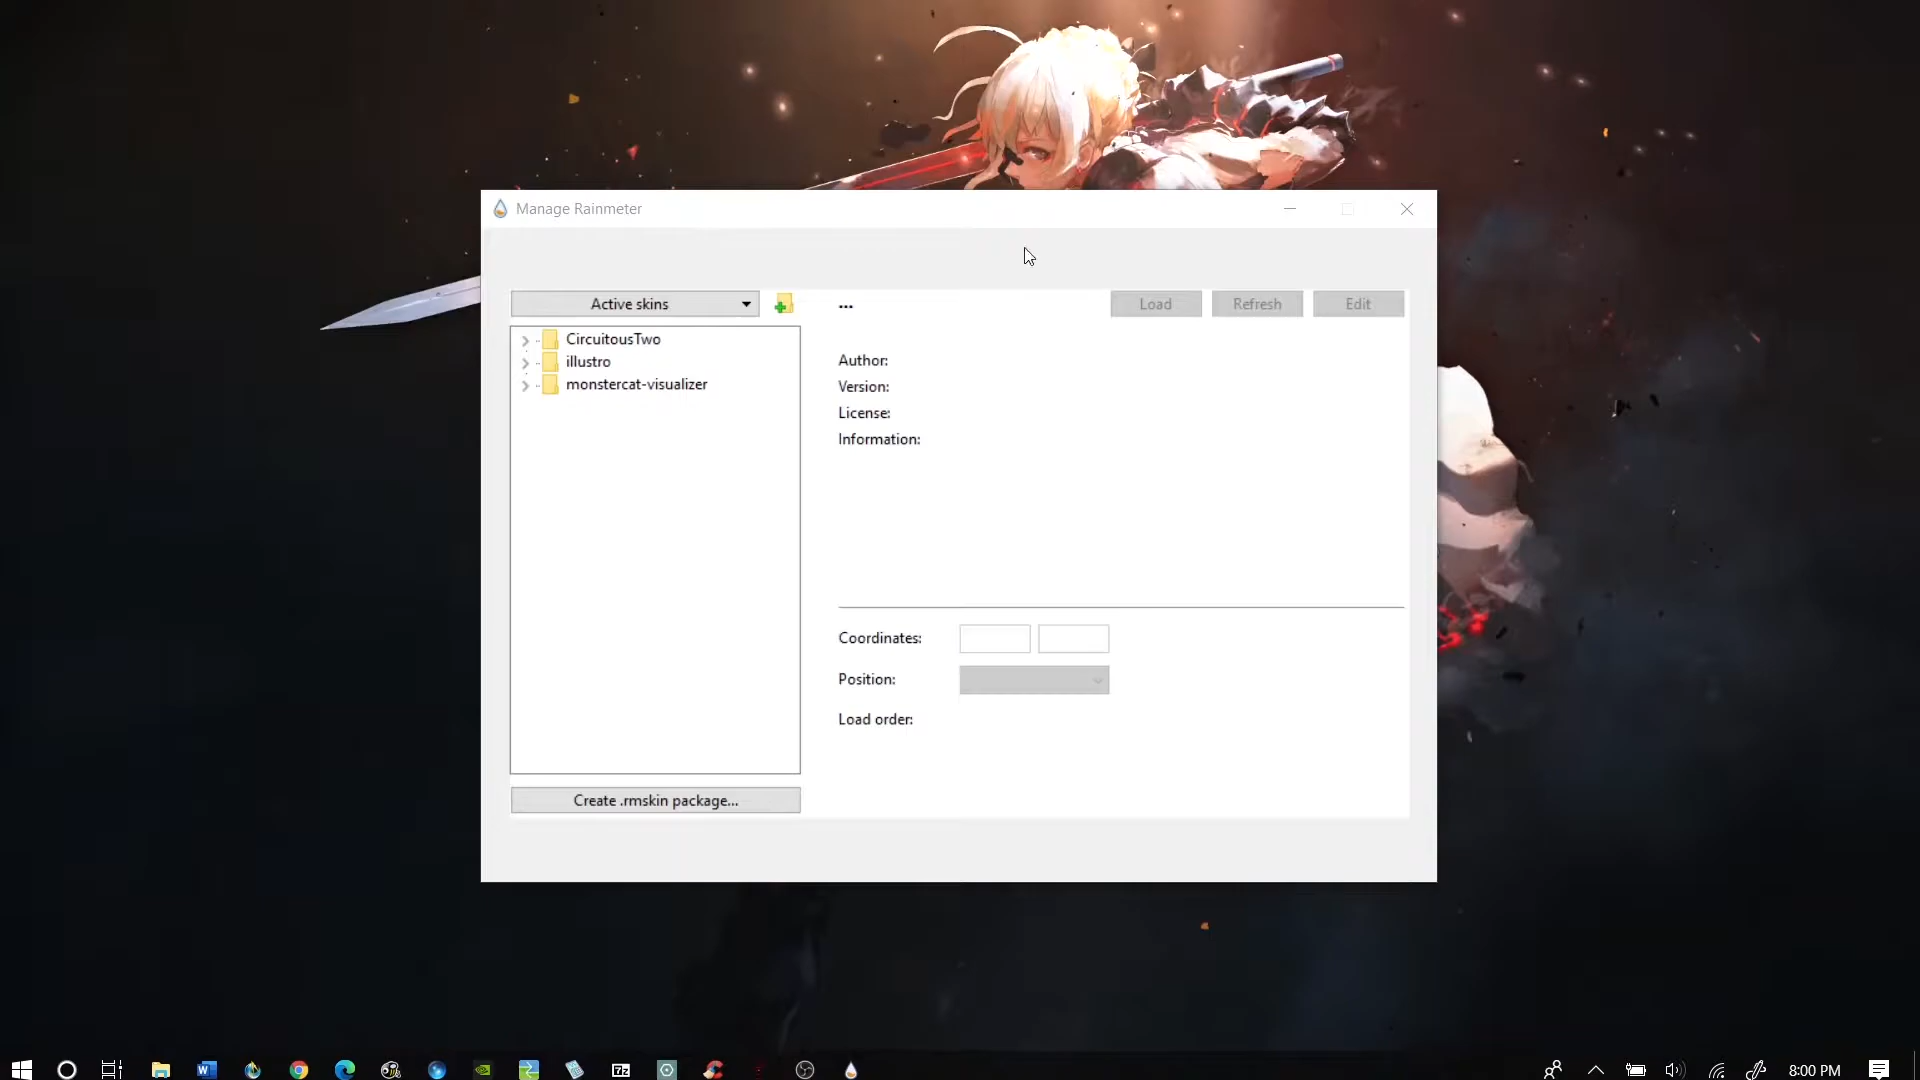 Manage Rainmeter
Active skins
...
Load
Refresh
Edit
CircuitousTwo
illustro
monstercat-visualizer
Author:
Version:
License:
Information:
Coordinates:
Position:
Load order:
Create .rmskin package...
8:00 PM